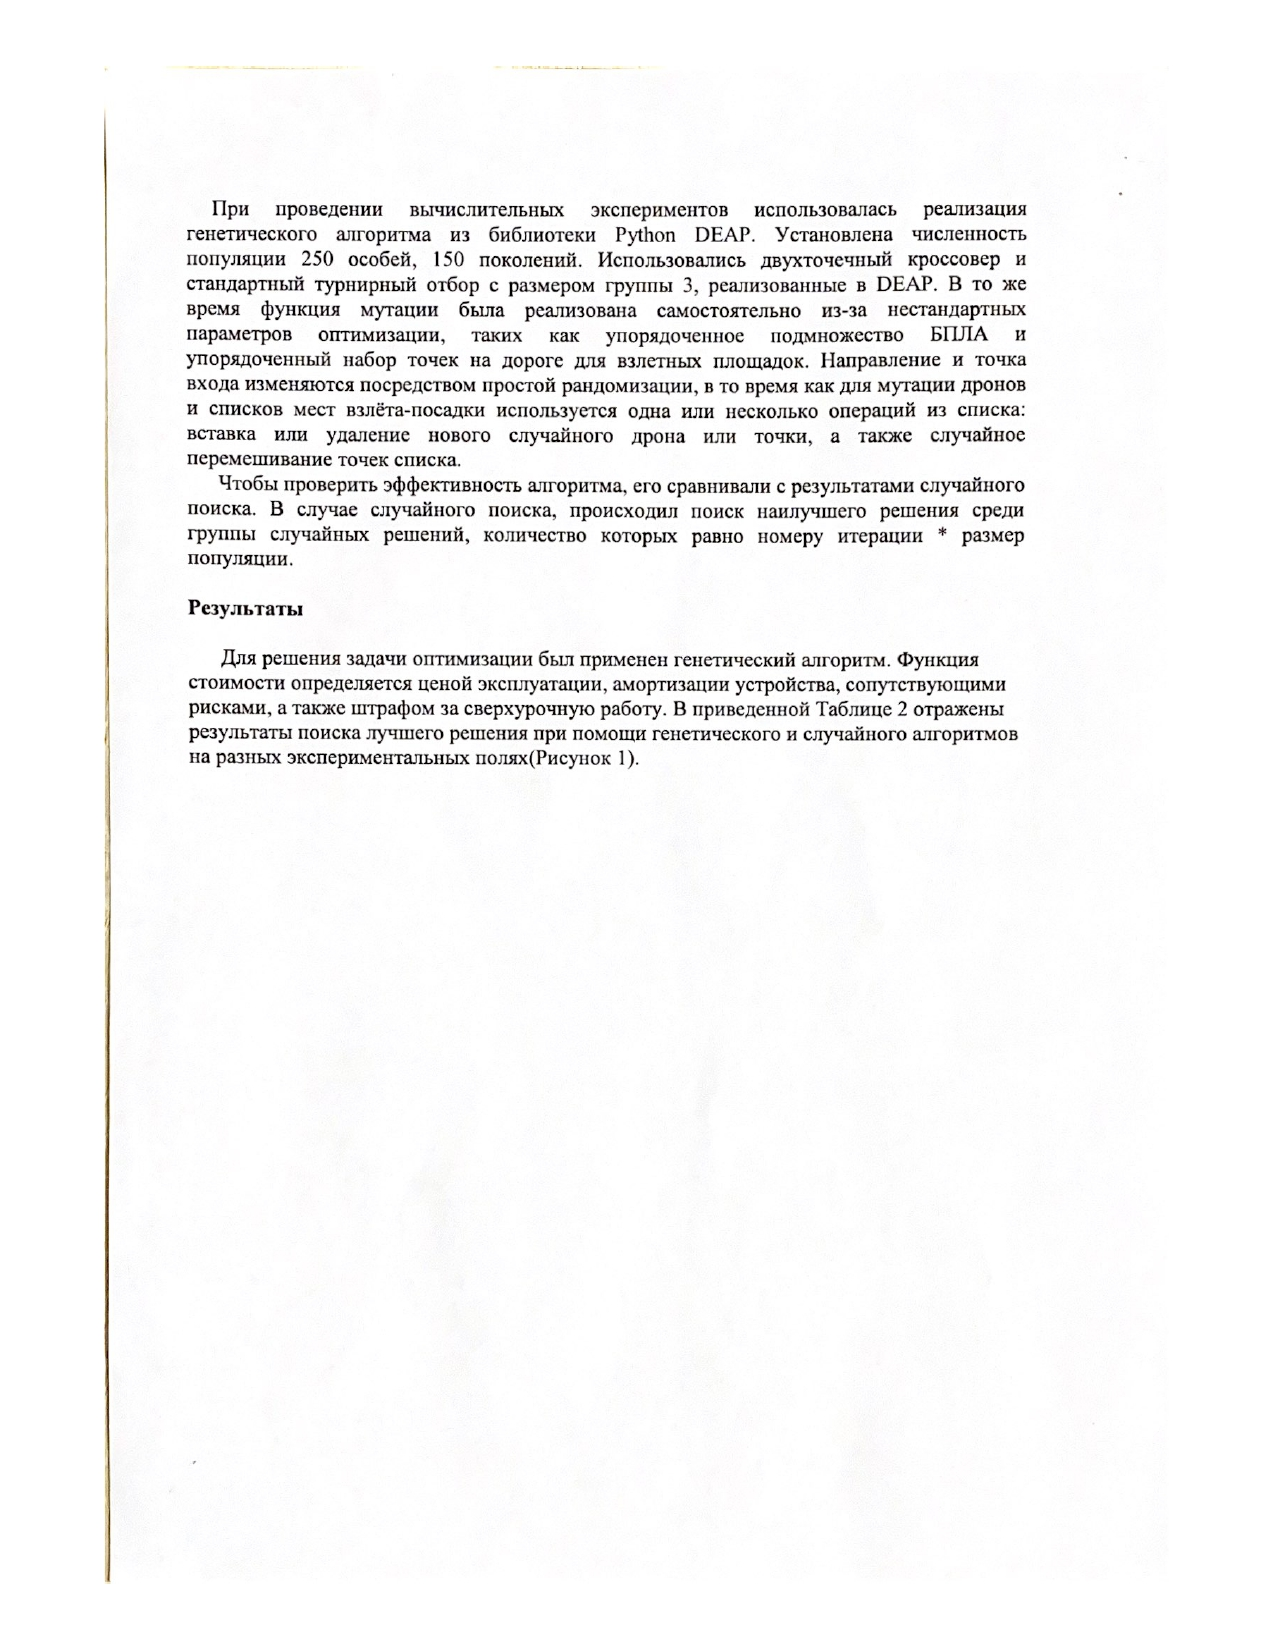 При проведении вычислительных экспериментов использовалась реализация
генетического алгоритма из библиотеки Python DEAP. Установлена численность
популяции 250 особей, 150 поколений. Использовались двухточечный кроссовер и
стандартный турнирный отбор с размером группы 3, реализованные в DEAP. В то же
время функция мутации была реализована самостоятельно из-за нестандартных
параметров оптимизации, таких как упорядоченное подмножество БПЛА и
упорядоченный набор точек на дороге для взлетных площадок. Направление и точка
входа изменяются посредством простой рандомизации, в то время как для мутации дронов
и списков мест взлёта-посадки используется одна или несколько операций из списка:
вставка или удаление нового случайного дрона или точки, а также случайное
перемешивание точек списка.
Чтобы проверить эффективность алгоритма, его сравнивали с результатами случайного
поиска. В случае случайного поиска, происходил поиск наилучшего решения среди
группы случайных решений, количество которых равно номеру итерации * размер
популяции.
Результаты
Для решения задачи оптимизации был применен генетический алгоритм. Функция
стоимости определяется ценой эксплуатации, амортизации устройства, сопутствующими
рисками, а также штрафом за сверхурочную работу. В приведенной Таблице 2 отражены
результаты поиска лучшего решения при помощи генетического и случайного алгоритмов
на разных экспериментальных полях(Рисунок 1).